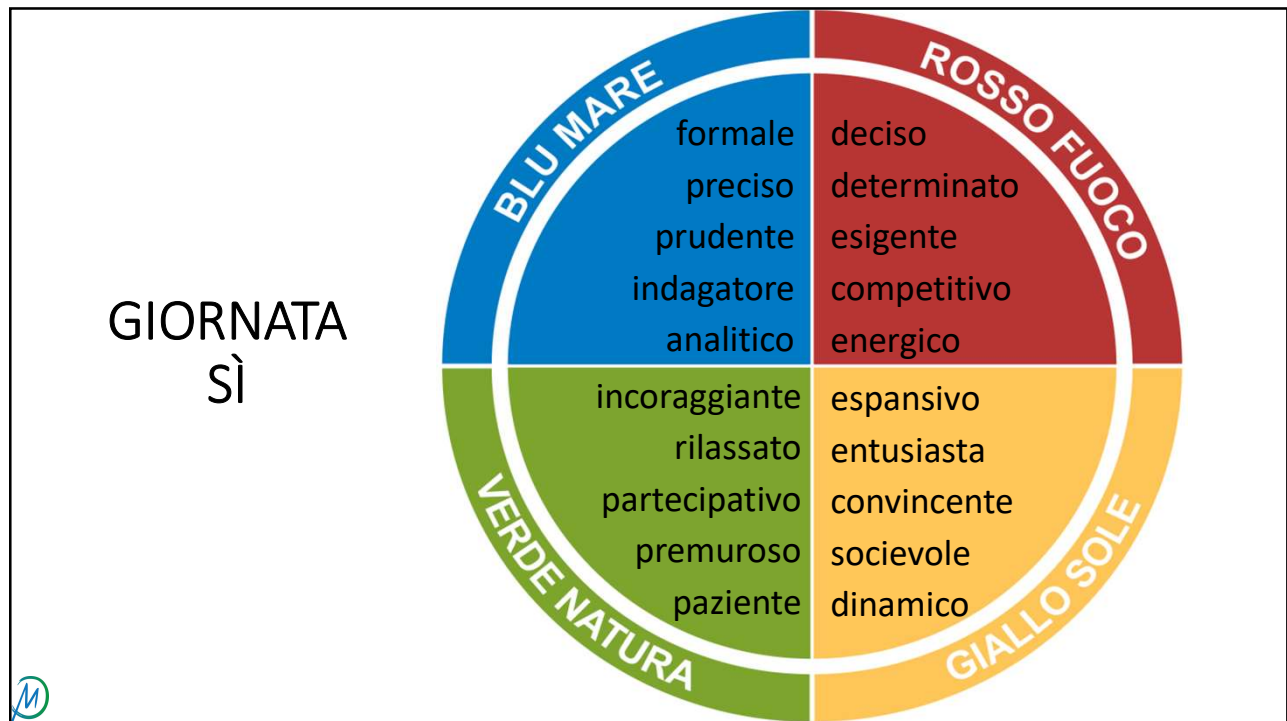 GIORNATA
SÌ
BLU MARE
formale
preciso
prudente
indagatore
analitico
ROSSO FUOCO
deciso
determinato
esigente
competitivo
energico
VERDE NATURA
incoraggiante
rilassato
partecipativo
premuroso
paziente
GIALLO SOLE
espansivo
entusiasta
convincente
socievole
dinamico
M